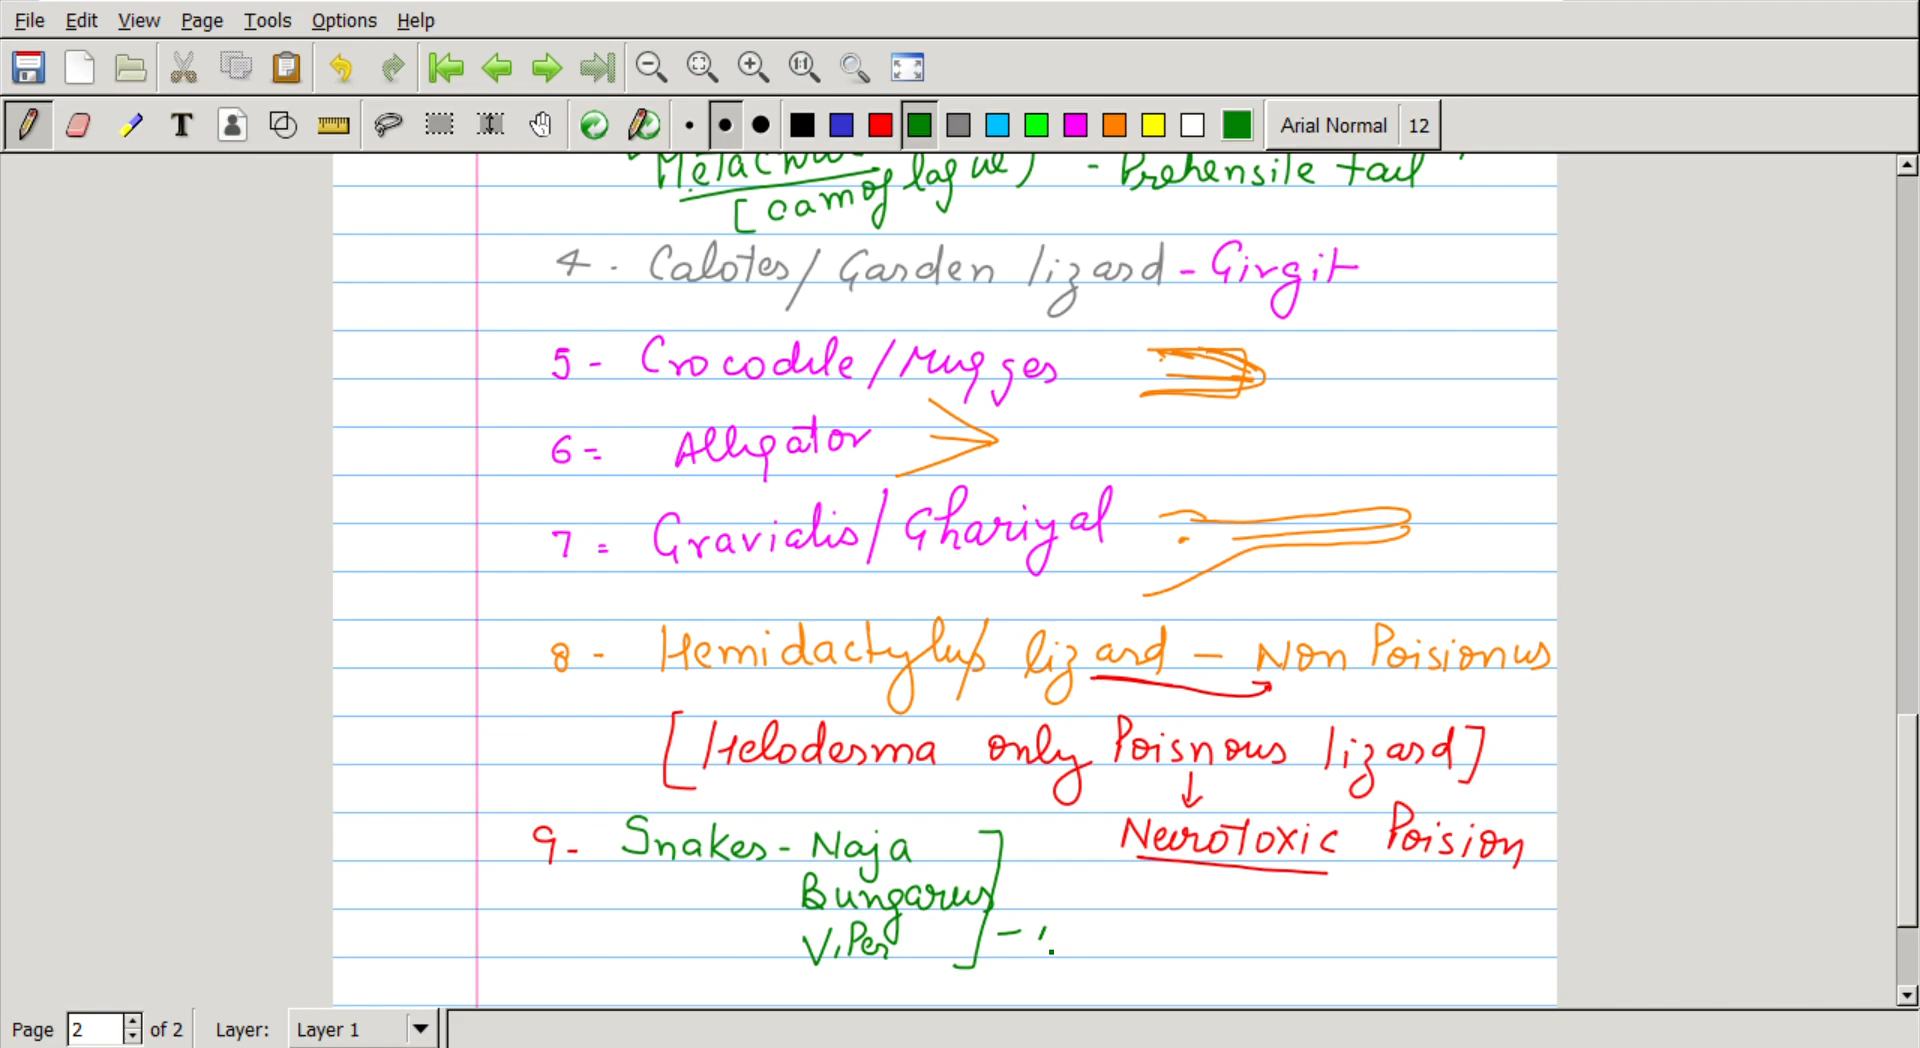 File Edit View Page Tools Options Help
Arial Normal 12
- Prehensile tail
[camoflague)
4 - Calotes/ Garden lizard - Girgit
5 - Crocodile / Mugger
6 = Alligator
7 = Gravialis/ Ghariyal
8 - Hemidactylus lizard - Non Poisionus
[Helodesma only Poisnous lizard]
↓
9 - Snakes - Naja Neurotoxic Poision
Bungarus
Viper ] -
Page 2 of 2 Layer: Layer 1